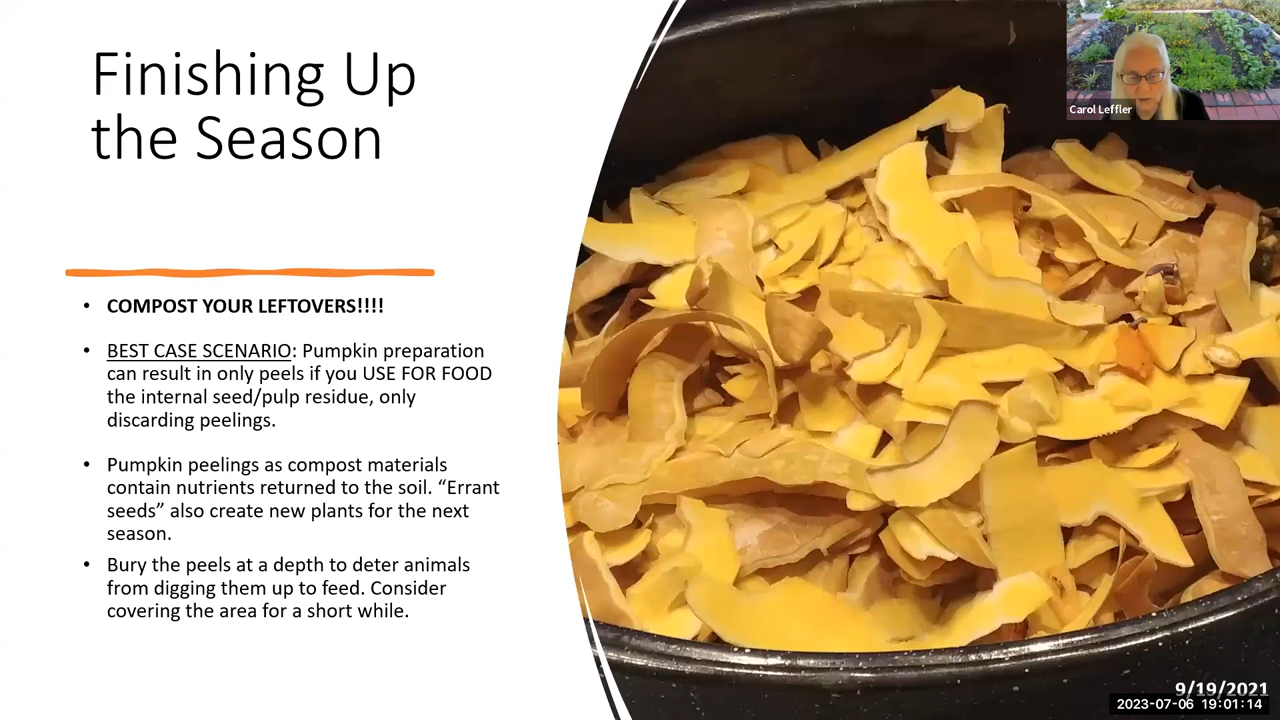 Finishing Up
the Season
• COMPOST YOUR LEFTOVERS!!!!
• BEST CASE SCENARIO: Pumpkin preparation
can result in only peels if you USE FOR FOOD
the internal seed/pulp residue, only
discarding peelings.
• Pumpkin peelings as compost materials
contain nutrients returned to the soil. “Errant
seeds” also create new plants for the next
season.
• Bury the peels at a depth to deter animals
from digging them up to feed. Consider
covering the area for a short while.
Carol Leffler
9/19/2021
2023-07-06 19:01:14